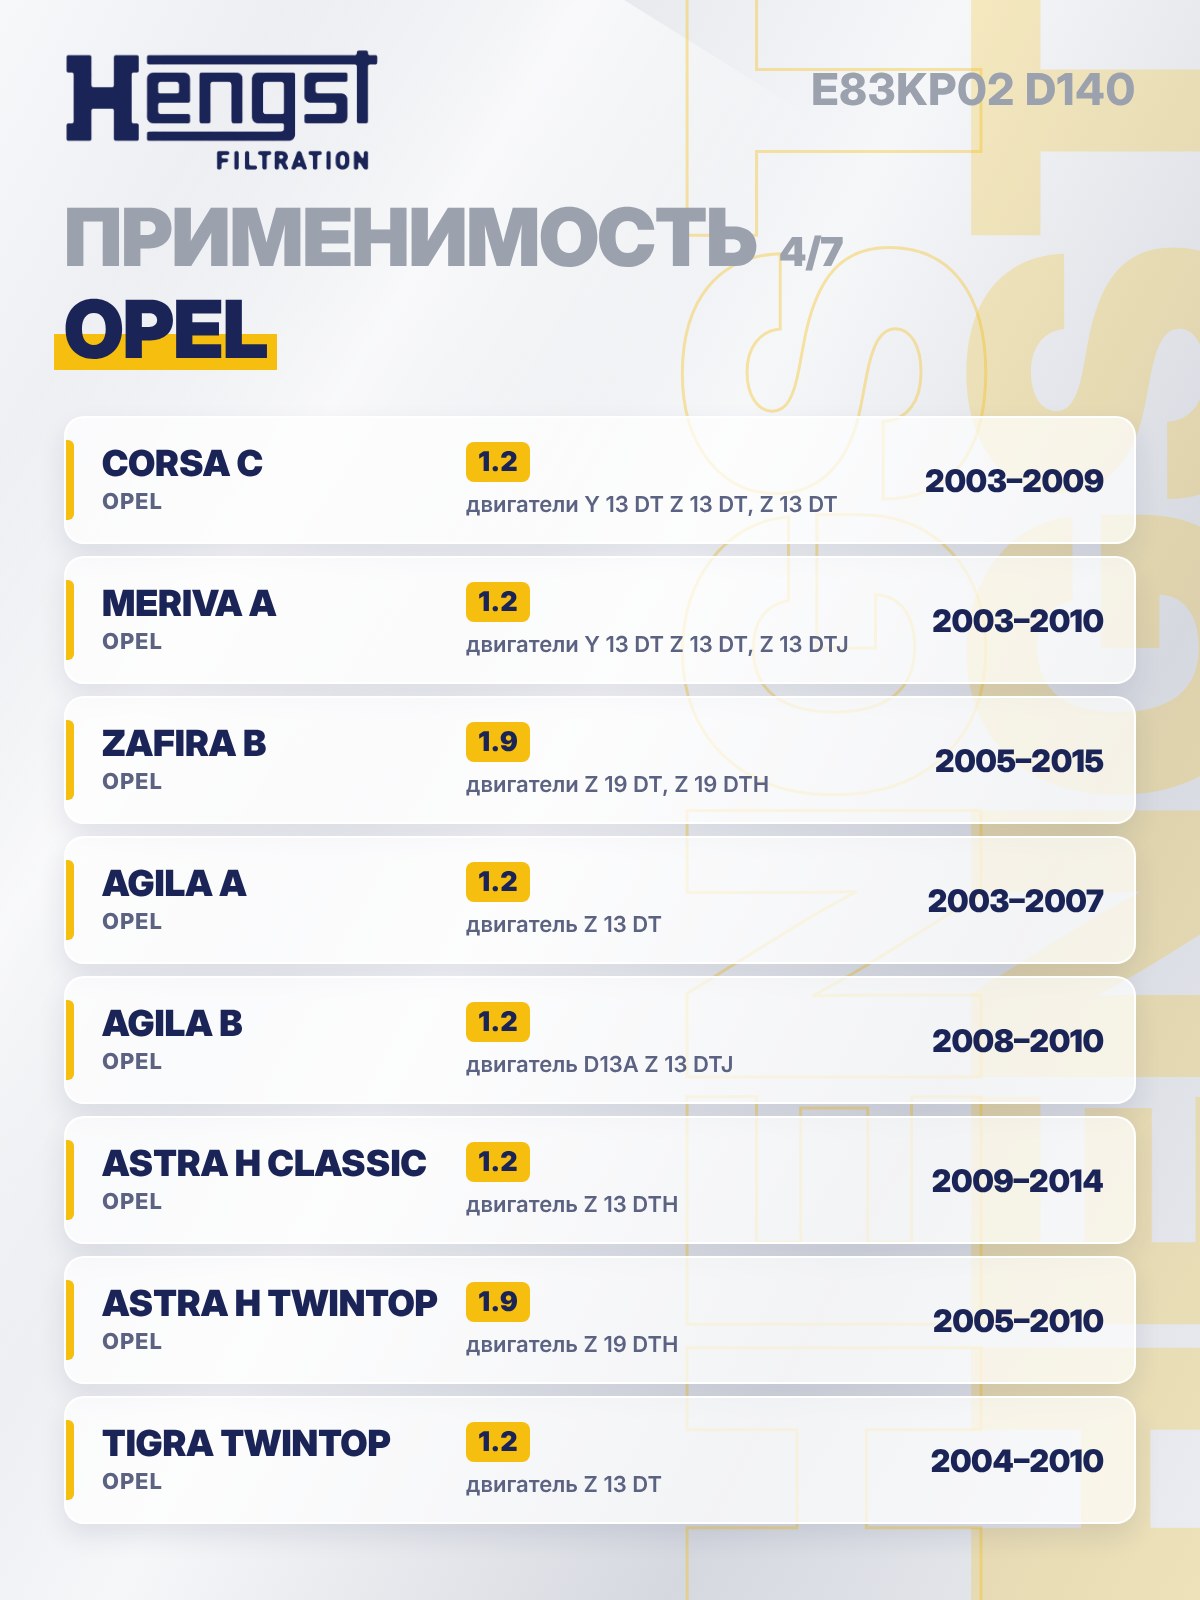 Hengst
FILTRATION
E83KP02 D140
ПРИМЕНИМОСТЬ 4/7
OPEL
CORSA C
OPEL
1.2
двигатели Y 13 DT Z 13 DT, Z 13 DT
2003–2009
MERIVA A
OPEL
1.2
двигатели Y 13 DT Z 13 DT, Z 13 DTJ
2003–2010
ZAFIRA B
OPEL
1.9
двигатели Z 19 DT, Z 19 DTH
2005–2015
AGILA A
OPEL
1.2
двигатель Z 13 DT
2003–2007
AGILA B
OPEL
1.2
двигатель D13A Z 13 DTJ
2008–2010
ASTRA H CLASSIC
OPEL
1.2
двигатель Z 13 DTH
2009–2014
ASTRA H TWINTOP
OPEL
1.9
двигатель Z 19 DTH
2005–2010
TIGRA TWINTOP
OPEL
1.2
двигатель Z 13 DT
2004–2010
HENGST
HENGST